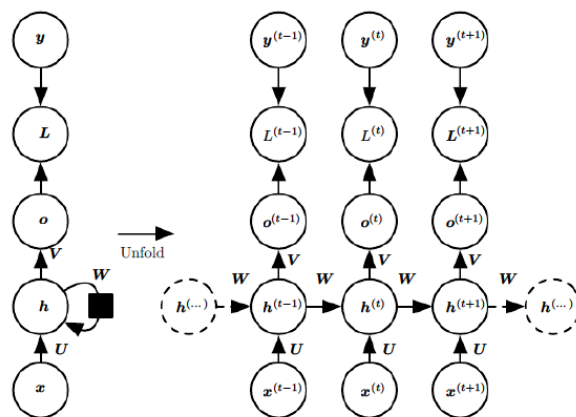 y y^(t-1) y^(t) y^(t+1)
L L^(t-1) L^(t) L^(t+1)
o o^(t-1) o^(t) o^(t+1)
Unfold
V V V V
W W W W W
h h^(...) h^(t-1) h^(t) h^(t+1) h^(...)
U U U U
x x^(t-1) x^(t) x^(t+1)